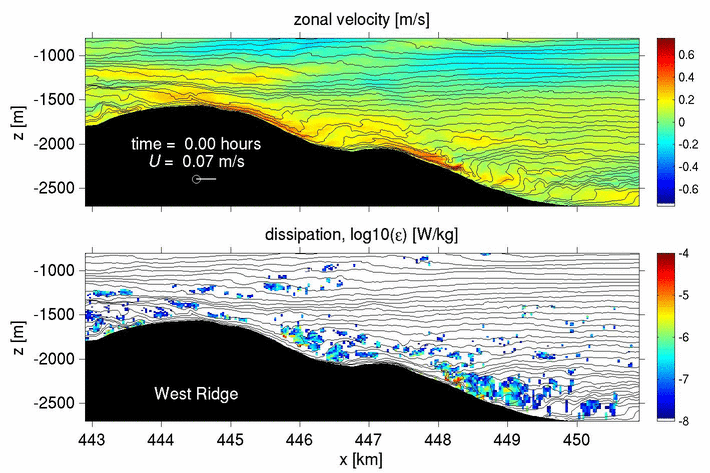 zonal velocity [m/s]
-1000
-1500
-2000
-2500
z [m]
time = 0.00 hours
U = 0.07 m/s
0.6
0.4
0.2
0
-0.2
-0.4
-0.6
dissipation, log10(ε) [W/kg]
-1000
-1500
-2000
-2500
z [m]
West Ridge
-4
-5
-6
-7
-8
443 444 445 446 447 448 449 450
x [km]